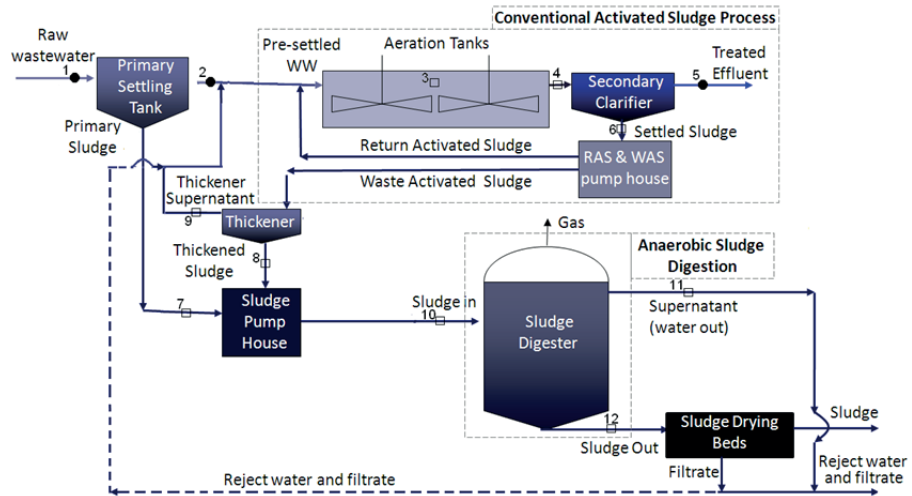 Conventional Activated Sludge Process
Raw
wastewater
1
Primary
Settling
Tank
2
Pre-settled
WW
Aeration Tanks
3
4
Secondary
Clarifier
5
Treated
Effluent
6
Settled Sludge
Primary
Sludge
Return Activated Sludge
RAS & WAS
pump house
Waste Activated Sludge
Thickener
Supernatant
9
Thickener
Thickened
Sludge
8
Gas
Anaerobic Sludge
Digestion
7
Sludge
Pump
House
Sludge in
10
Sludge
Digester
11
Supernatant
(water out)
12
Sludge Out
Sludge Drying
Beds
Sludge
Filtrate
Reject water
and filtrate
Reject water and filtrate